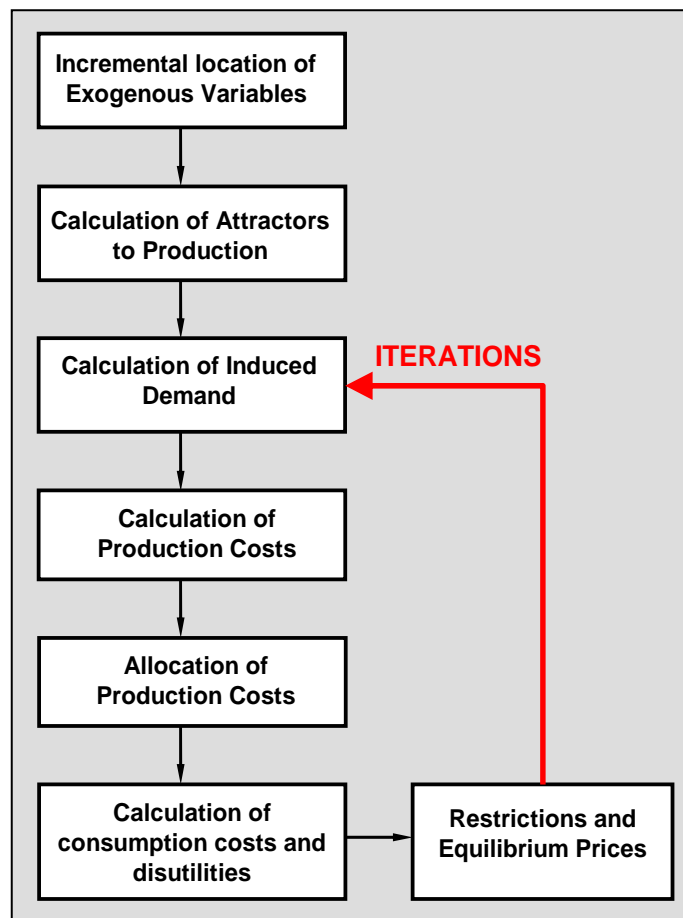 Incremental location of
Exogenous Variables
Calculation of Attractors
to Production
ITERATIONS
Calculation of Induced
Demand
Calculation of
Production Costs
Allocation of
Production Costs
Calculation of
consumption costs and
disutilities
Restrictions and
Equilibrium Prices